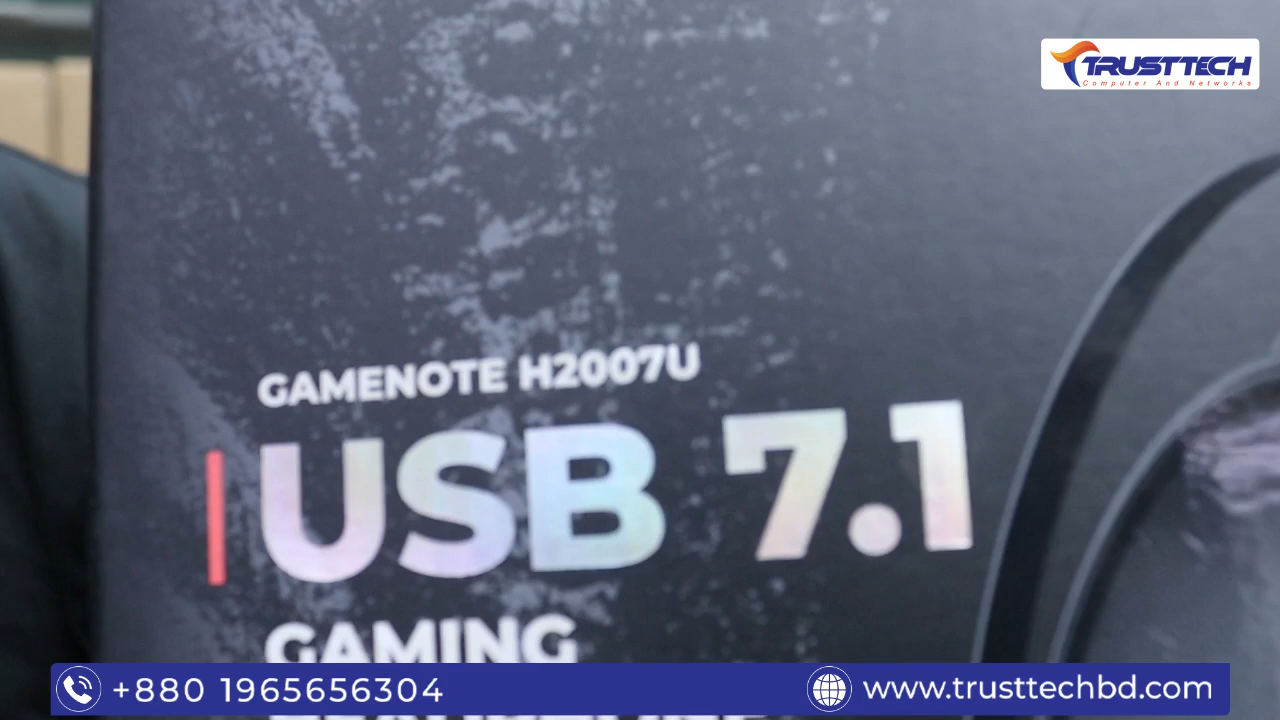 TRUSTTECH
Computer And Networks
GAMENOTE H2007U
USB 7.1
GAMING
+880 1965656304
www.trusttechbd.com